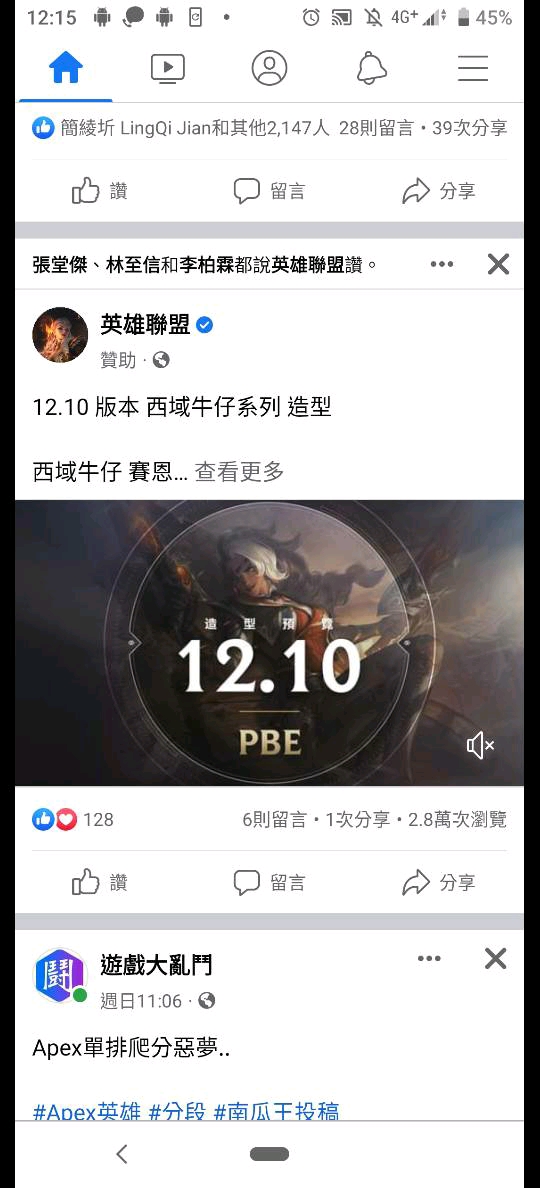 12:15
4G+
45%
簡綾圻 LingQi Jian和其他2,147人 28則留言・39次分享
讚 留言 分享
張堂傑、林至信和李柏霖都說英雄聯盟讚。
英雄聯盟
贊助
12.10 版本 西域牛仔系列 造型
西域牛仔 賽恩... 查看更多
造型預覽
12.10
PBE
128 6則留言・1次分享・2.8萬次瀏覽
讚 留言 分享
鬪
遊戲大亂鬥
週日11:06
Apex單排爬分惡夢..
#Apex英雄 #分段 #南瓜王投稿